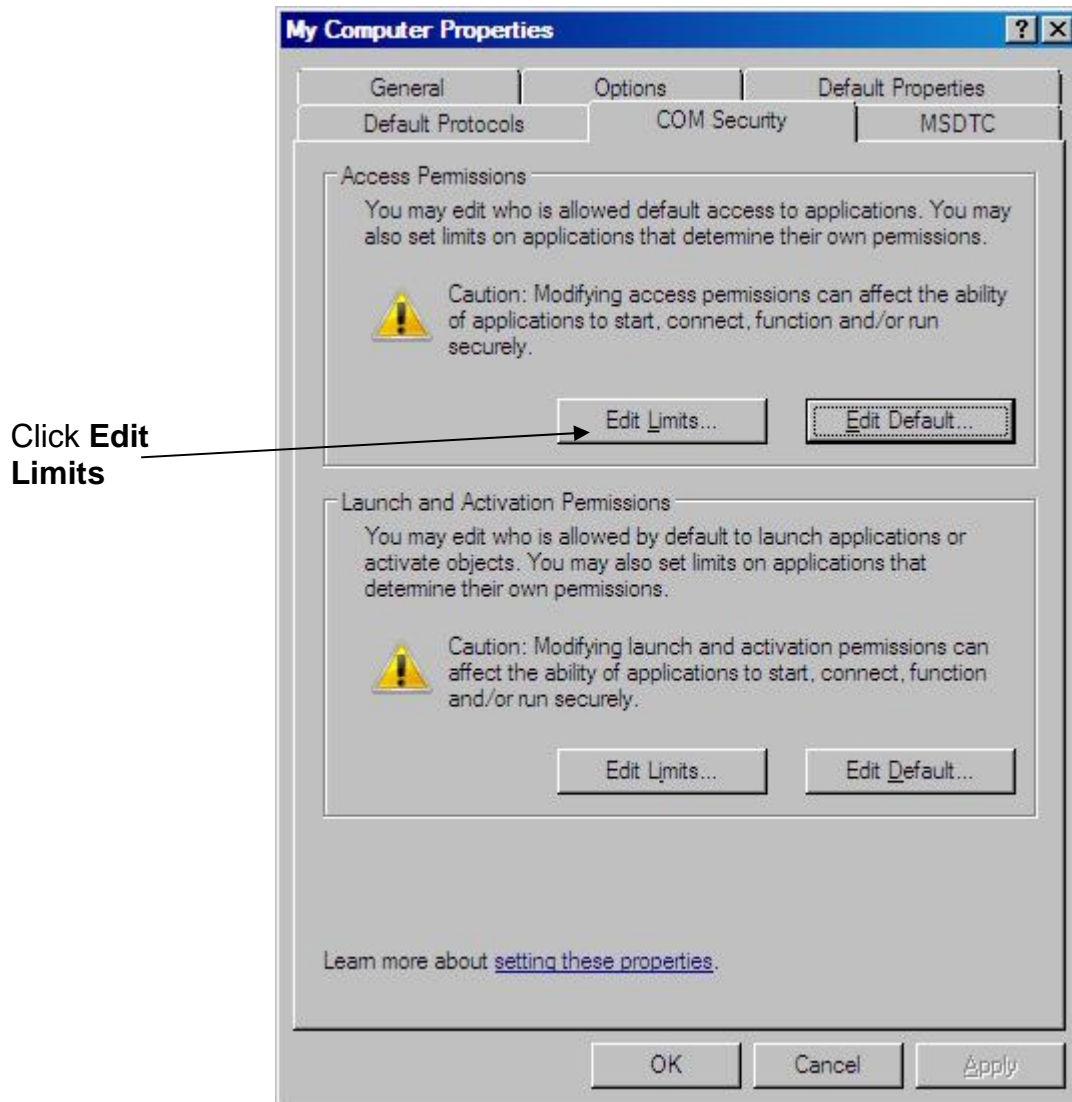 My Computer Properties
General Options Default Properties
Default Protocols COM Security MSDTC
Access Permissions
You may edit who is allowed default access to applications. You may
also set limits on applications that determine their own permissions.
Caution: Modifying access permissions can affect the ability
of applications to start, connect, function and/or run
securely.
Edit Limits... Edit Default...
Click Edit
Limits
Launch and Activation Permissions
You may edit who is allowed by default to launch applications or
activate objects. You may also set limits on applications that
determine their own permissions.
Caution: Modifying launch and activation permissions can
affect the ability of applications to start, connect, function
and/or run securely.
Edit Limits... Edit Default...
Learn more about setting these properties.
OK Cancel Apply